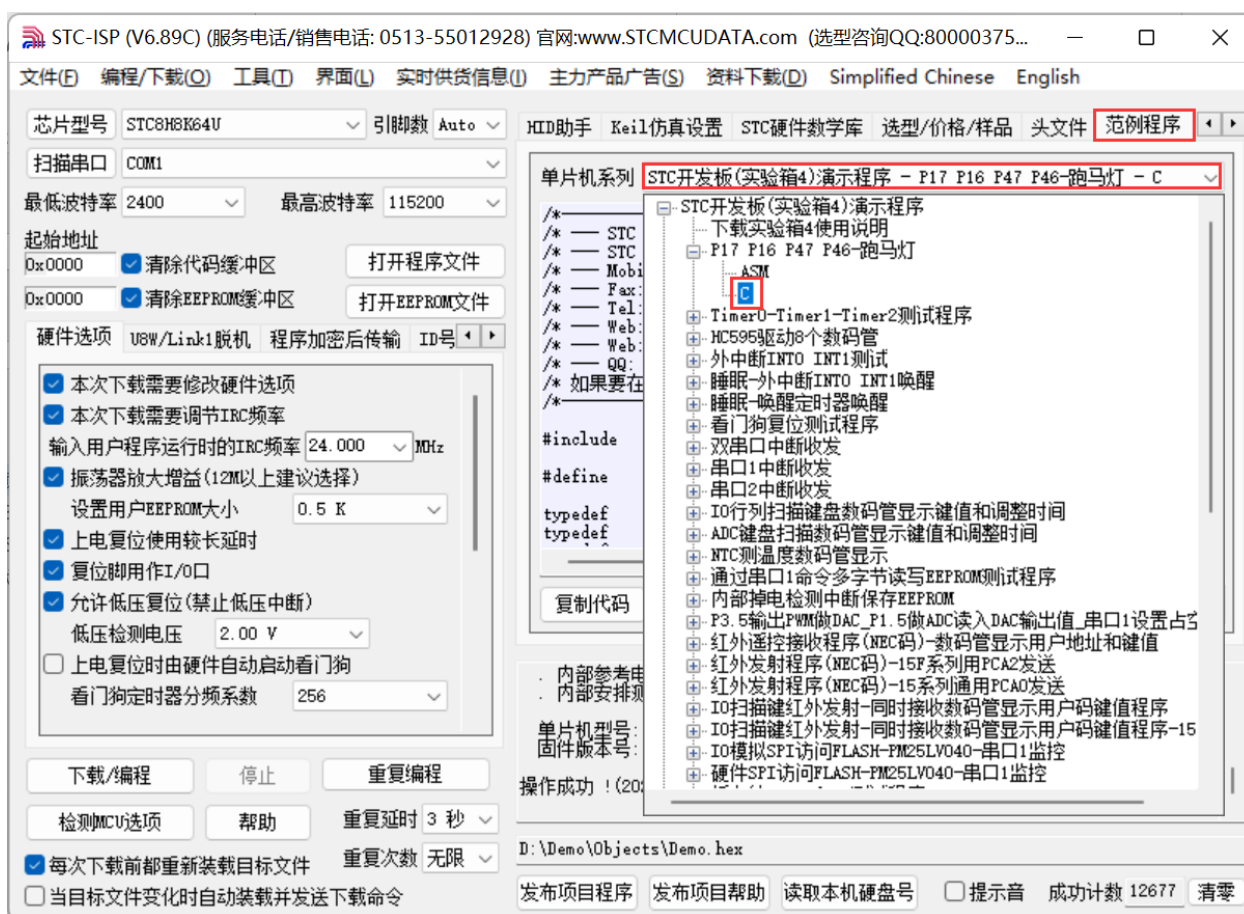 STC-ISP (V6.89C) (服务电话/销售电话: 0513-55012928) 官网:www.STCMCUDATA.com (选型咨询QQ:80000375...
文件(F) 编程/下载(O) 工具(T) 界面(L) 实时供货信息(I) 主力产品广告(S) 资料下载(D) Simplified Chinese English
芯片型号 STC8H8K64U 引脚数 Auto
扫描串口 COM1
最低波特率 2400 最高波特率 115200
起始地址
0x0000 清除代码缓冲区 打开程序文件
0x0000 清除EEPROM缓冲区 打开EEPROM文件
硬件选项 U8W/Link1脱机 程序加密后传输 ID号
本次下载需要修改硬件选项
本次下载需要调节IRC频率
输入用户程序运行时的IRC频率 24.000 MHz
振荡器放大增益(12M以上建议选择)
设置用户EEPROM大小 0.5 K
上电复位使用较长延时
复位脚用作I/O口
允许低压复位(禁止低压中断)
低压检测电压 2.00 V
上电复位时由硬件自动启动看门狗
看门狗定时器分频系数 256
下载/编程 停止 重复编程
检测MCU选项 帮助 重复延时 3 秒
每次下载前都重新装载目标文件 重复次数 无限
当目标文件变化时自动装载并发送下载命令
HID助手 Keil仿真设置 STC硬件数学库 选型/价格/样品 头文件 范例程序
单片机系列 STC开发板(实验箱4)演示程序 - P17 P16 P47 P46-跑马灯 - C
/*
/* --- STC
/* --- STC
/* --- Mobi
/* --- Fax:
/* --- Tel:
/* --- Web:
/* --- Web:
/* --- QQ:
/* 如果要在
/*
#include
#define
typedef
typedef
复制代码
STC开发板(实验箱4)演示程序
下载实验箱4使用说明
P17 P16 P47 P46-跑马灯
ASM
C
Timer0-Timer1-Timer2测试程序
HC595驱动8个数码管
外中断INT0 INT1测试
睡眠-外中断INT0 INT1唤醒
睡眠-唤醒定时器唤醒
看门狗复位测试程序
双串口中断收发
串口1中断收发
串口2中断收发
IO行列扫描键盘数码管显示键值和调整时间
ADC键盘扫描数码管显示键值和调整时间
NTC测温度数码管显示
通过串口1命令多字节读写EEPROM测试程序
内部掉电检测中断保存EEPROM
P3.5输出PWM做DAC_P1.5做ADC读入DAC输出值_串口1设置占空
红外遥控接收程序(NEC码)-数码管显示用户地址和键值
红外发射程序(NEC码)-15F系列用PCA2发送
红外发射程序(NEC码)-15系列通用PCA0发送
IO扫描键红外发射-同时接收数码管显示用户码键值程序
IO扫描键红外发射-同时接收数码管显示用户码键值程序-15
IO模拟SPI访问FLASH-PM25LV040-串口1监控
硬件SPI访问FLASH-PM25LV040-串口1监控
. 内部参考电
. 内部安排测
单片机型号:
固件版本号:
操作成功 !(202
D:\Demo\Objects\Demo.hex
发布项目程序 发布项目帮助 读取本机硬盘号 提示音 成功计数 12677 清零